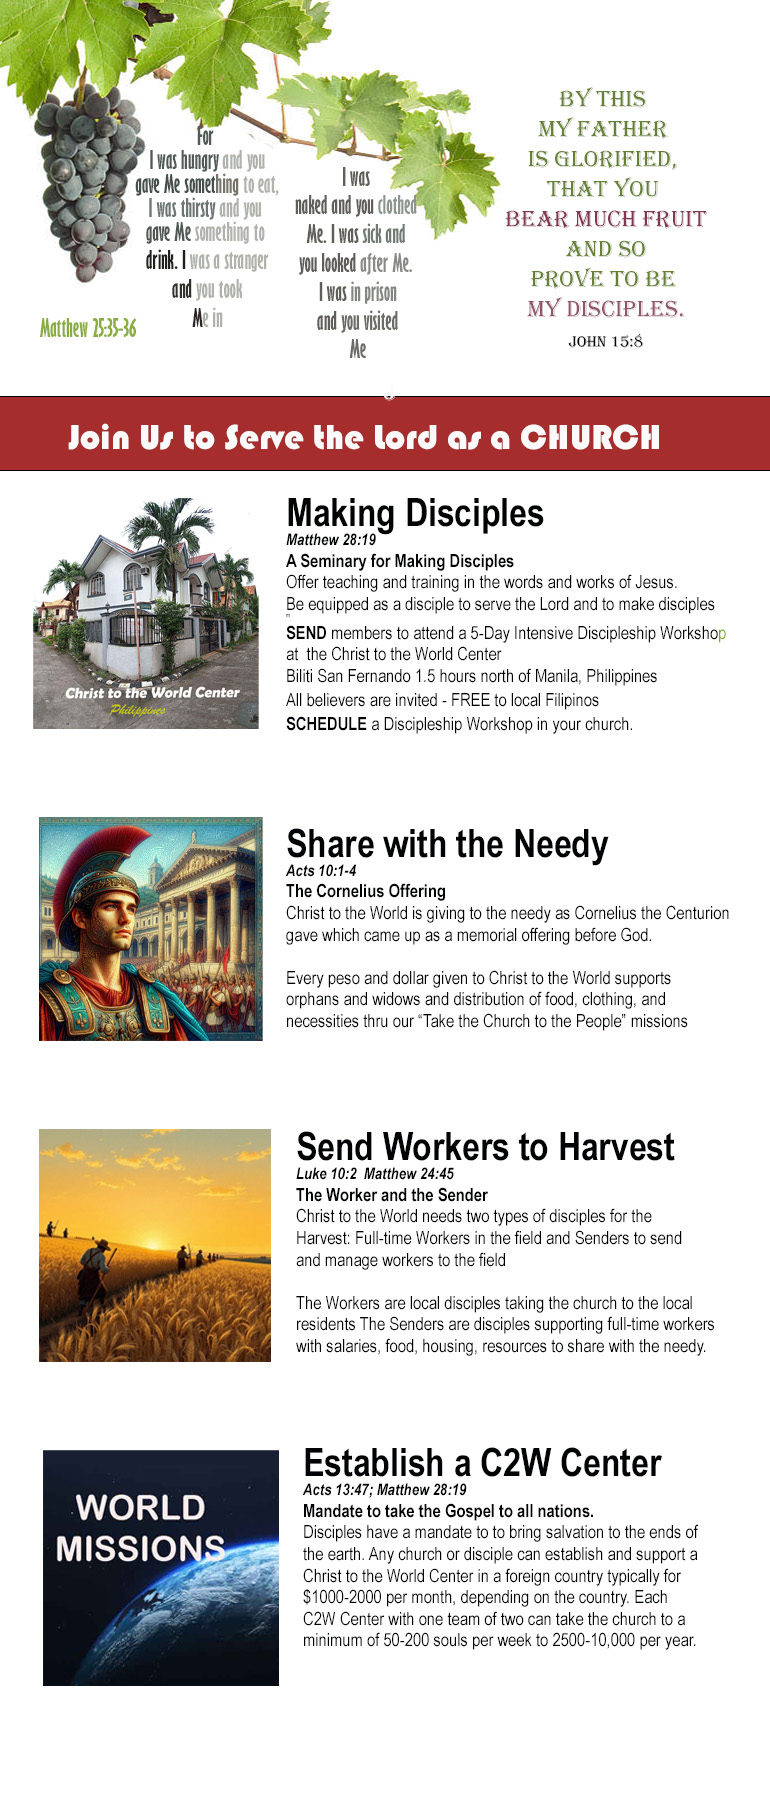 For
I was hungry and you
gave Me something to eat,
I was thirsty and you
gave Me something to
drink. I was a stranger
and you took
Me in
I was
naked and you clothed
Me. I was sick and
you looked after Me.
I was in prison
and you visited
Me
Matthew 25:35-36
BY THIS
MY FATHER
IS GLORIFIED,
THAT YOU
BEAR MUCH FRUIT
AND SO
PROVE TO BE
MY DISCIPLES.
JOHN 15:8
Join Us to Serve the Lord as a CHURCH
Christ to the World Center
Philippines
Making Disciples
Matthew 28:19
A Seminary for Making Disciples
Offer teaching and training in the words and works of Jesus.
Be equipped as a disciple to serve the Lord and to make disciples
SEND members to attend a 5-Day Intensive Discipleship Workshop
at the Christ to the World Center
Biliti San Fernando 1.5 hours north of Manila, Philippines
All believers are invited - FREE to local Filipinos
SCHEDULE a Discipleship Workshop in your church.
Share with the Needy
Acts 10:1-4
The Cornelius Offering
Christ to the World is giving to the needy as Cornelius the Centurion
gave which came up as a memorial offering before God.
Every peso and dollar given to Christ to the World supports
orphans and widows and distribution of food, clothing, and
necessities thru our “Take the Church to the People” missions
Send Workers to Harvest
Luke 10:2 Matthew 24:45
The Worker and the Sender
Christ to the World needs two types of disciples for the
Harvest: Full-time Workers in the field and Senders to send
and manage workers to the field
The Workers are local disciples taking the church to the local
residents The Senders are disciples supporting full-time workers
with salaries, food, housing, resources to share with the needy.
WORLD
MISSIONS
Establish a C2W Center
Acts 13:47; Matthew 28:19
Mandate to take the Gospel to all nations.
Disciples have a mandate to to bring salvation to the ends of
the earth. Any church or disciple can establish and support a
Christ to the World Center in a foreign country typically for
$1000-2000 per month, depending on the country. Each
C2W Center with one team of two can take the church to a
minimum of 50-200 souls per week to 2500-10,000 per year.